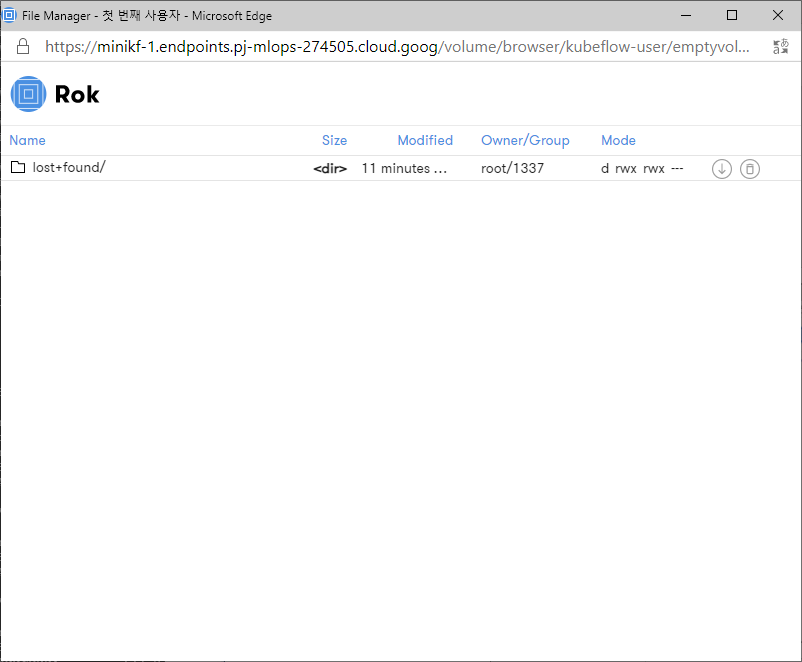 File Manager - 첫 번째 사용자 - Microsoft Edge
https://minikf-1.endpoints.pj-mlops-274505.cloud.goog/volume/browser/kubeflow-user/emptyvol...
Rok
Name Size Modified Owner/Group Mode
lost+found/ <dir> 11 minutes ... root/1337 d rwx rwx ---